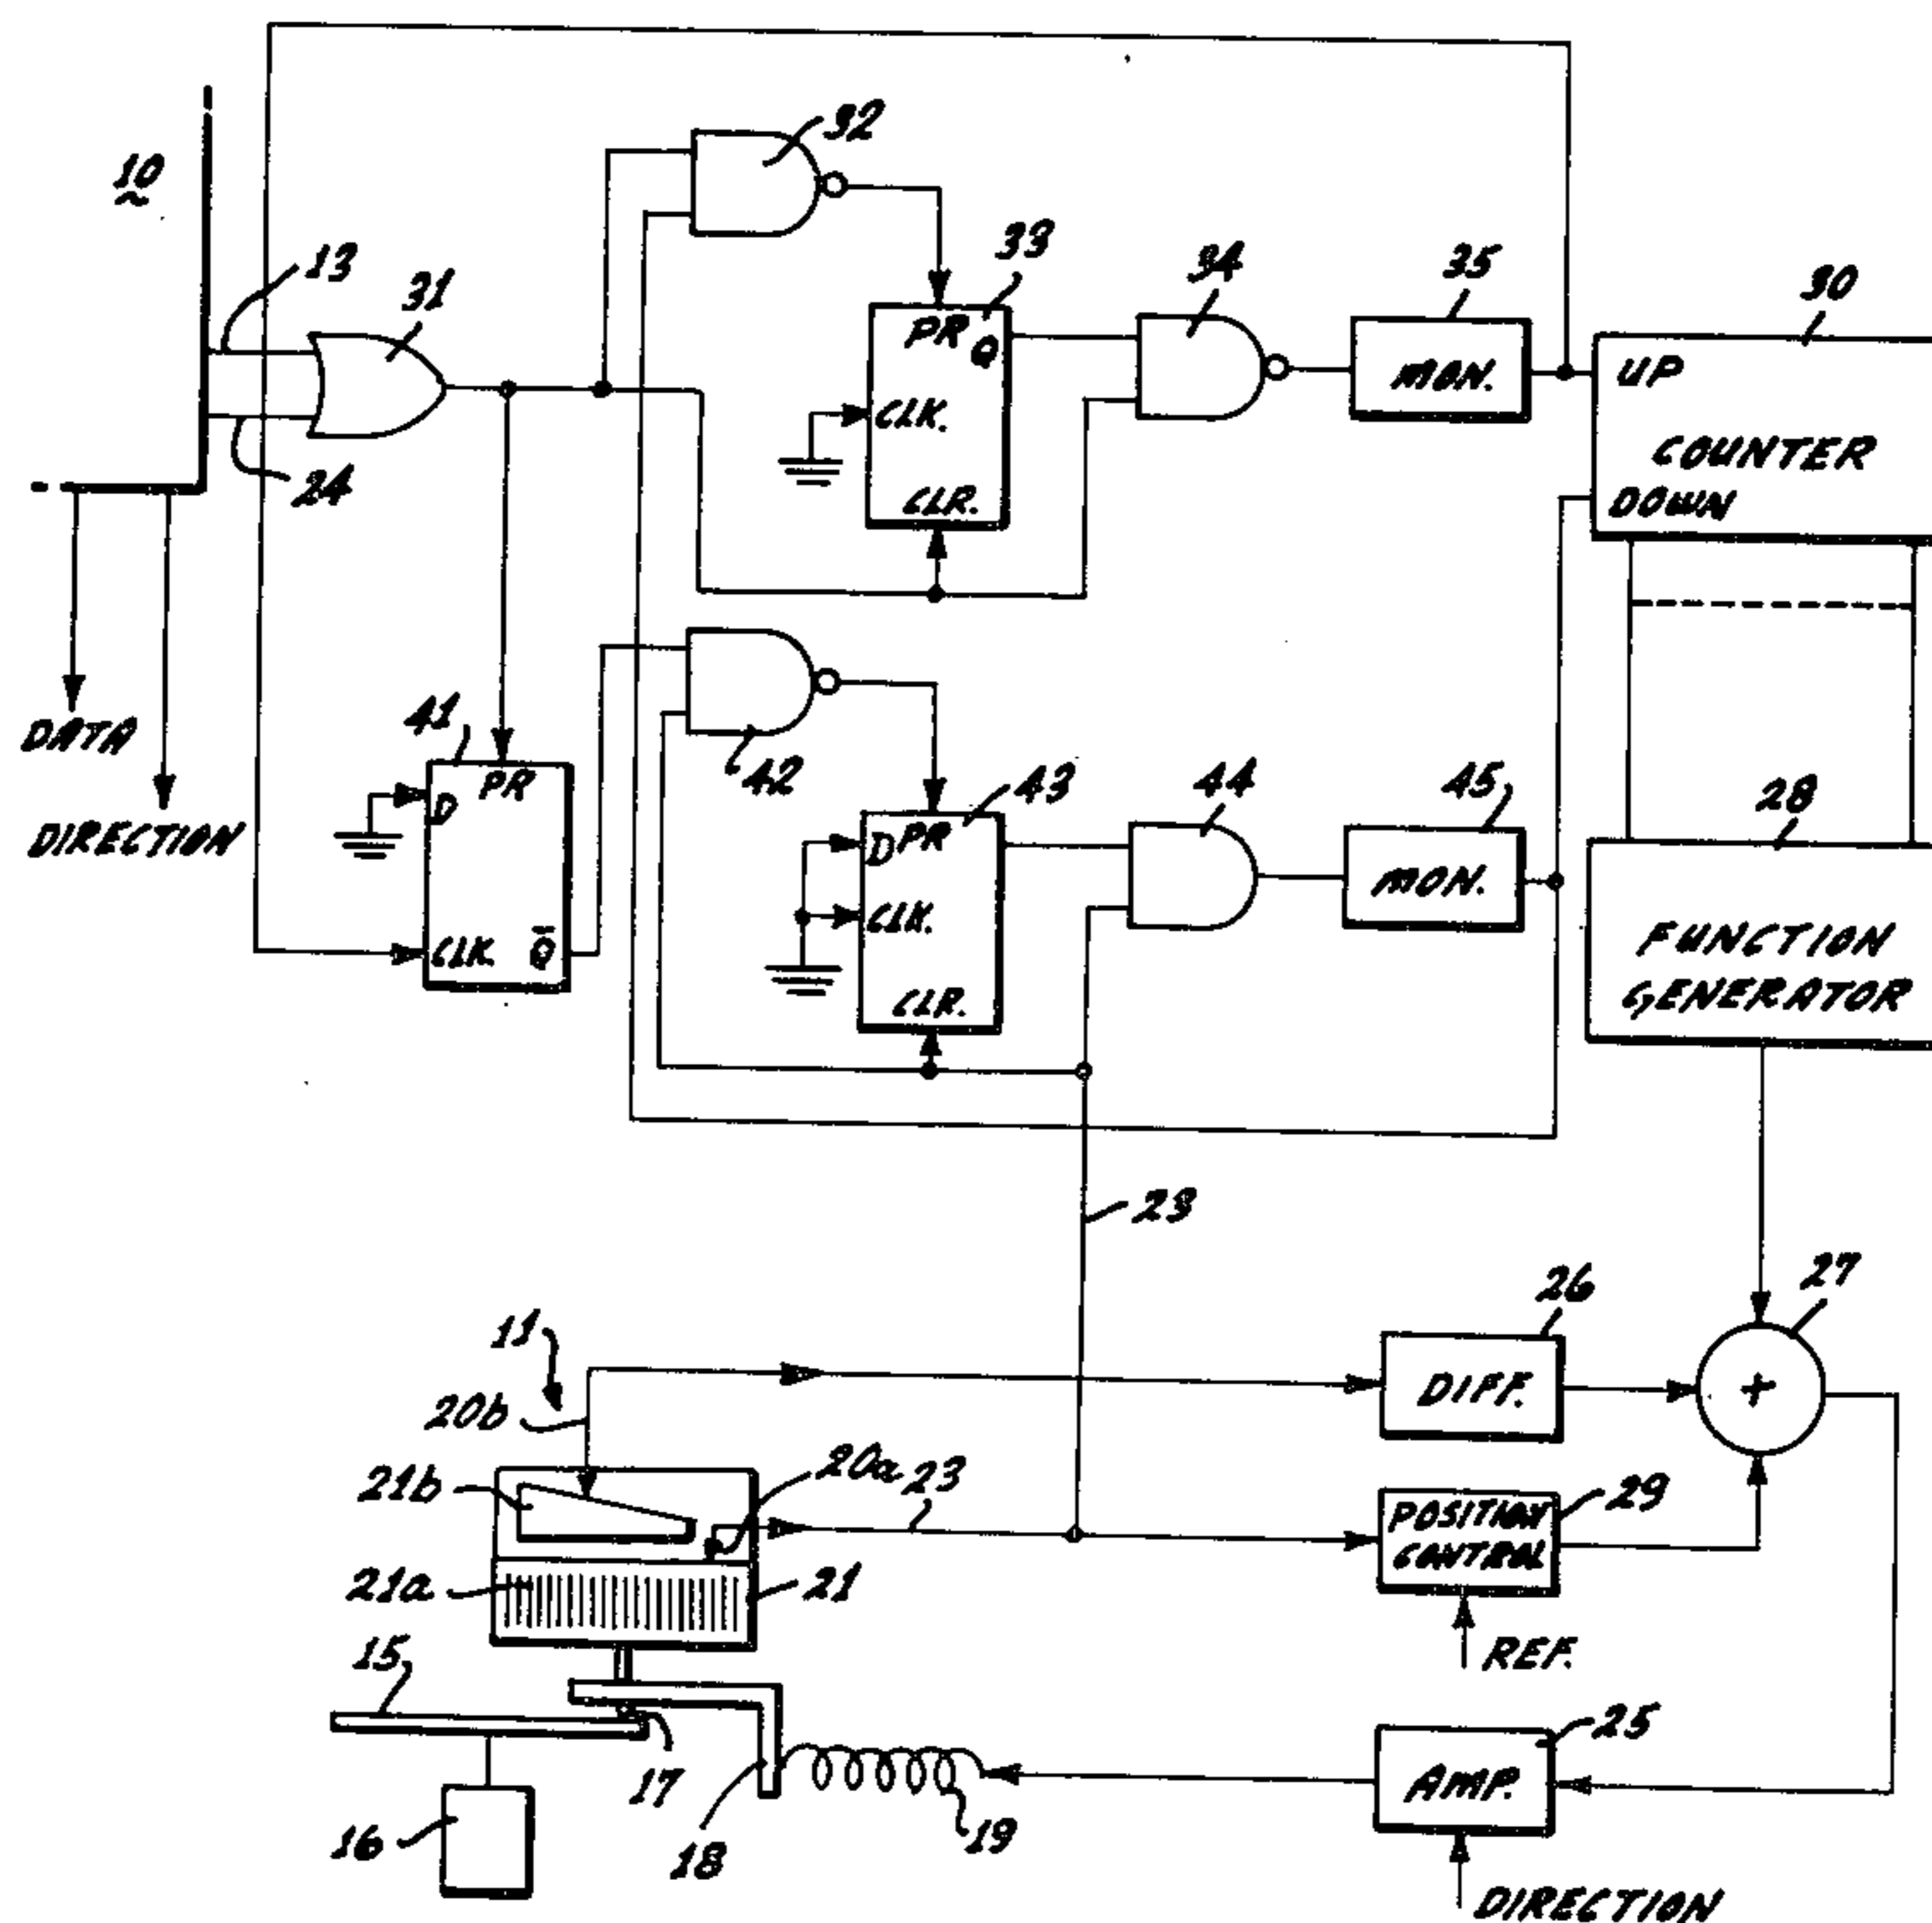 10
32
13
31
33
34
35
30
PR Q
CLK.
CLR.
MON.
UP
COUNTER
DOWN
24
DATA
DIRECTION
41
PR
D
CLK. Q̅
42
43
44
45
28
D PR
CLK.
CLR.
MON.
FUNCTION
GENERATOR
23
27
26
11
20b
DIFF.
+
21b
20a 23
29
POSITION
CONTROL
21a
21
REF.
15
17
25
AMP.
16
18
19
DIRECTION